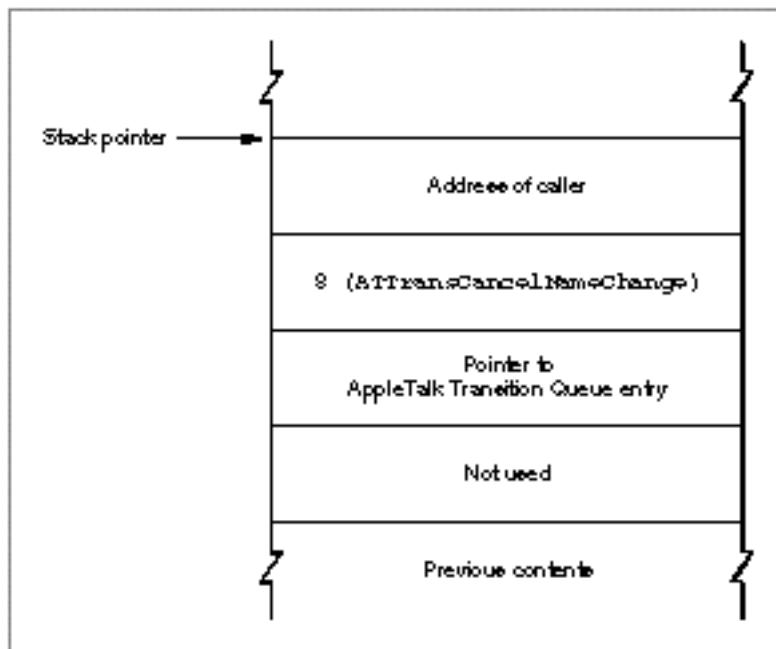 Stack pointer
Address of caller
8 (ATTransCancelNameChange)
Pointer to
AppleTalk Transition Queue entry
Not used
Previous contents